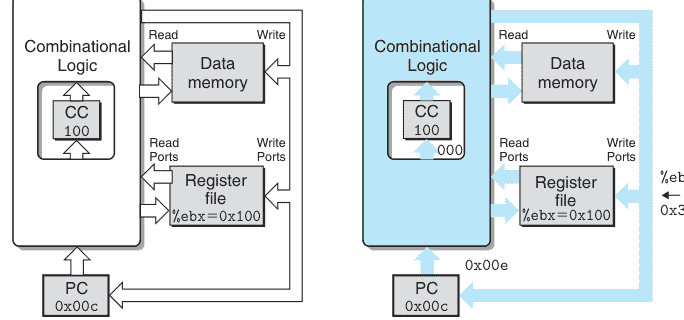 Combinational
Logic
Read
Write
Data
memory
CC
100
Read
Ports
Write
Ports
Register
file
%ebx=0x100
PC
0x00c
Combinational
Logic
Read
Write
Data
memory
CC
100
000
Read
Ports
Write
Ports
Register
file
%ebx=0x100
%eb
0x3
0x00e
PC
0x00c